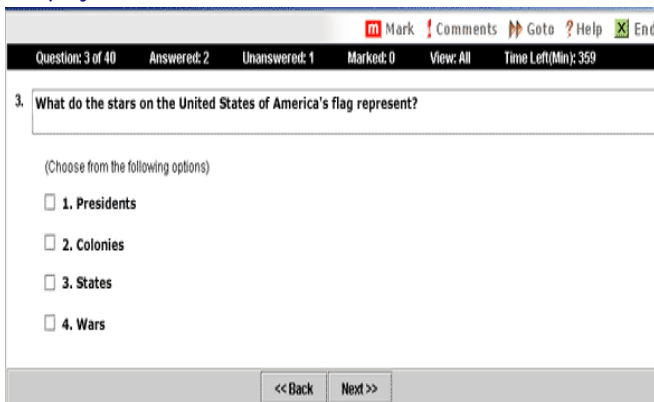 m Mark ! Comments Goto ? Help X End
Question: 3 of 40 Answered: 2 Unanswered: 1 Marked: 0 View: All Time Left(Min): 359
3. What do the stars on the United States of America's flag represent?
(Choose from the following options)
1. Presidents
2. Colonies
3. States
4. Wars
<< Back Next >>